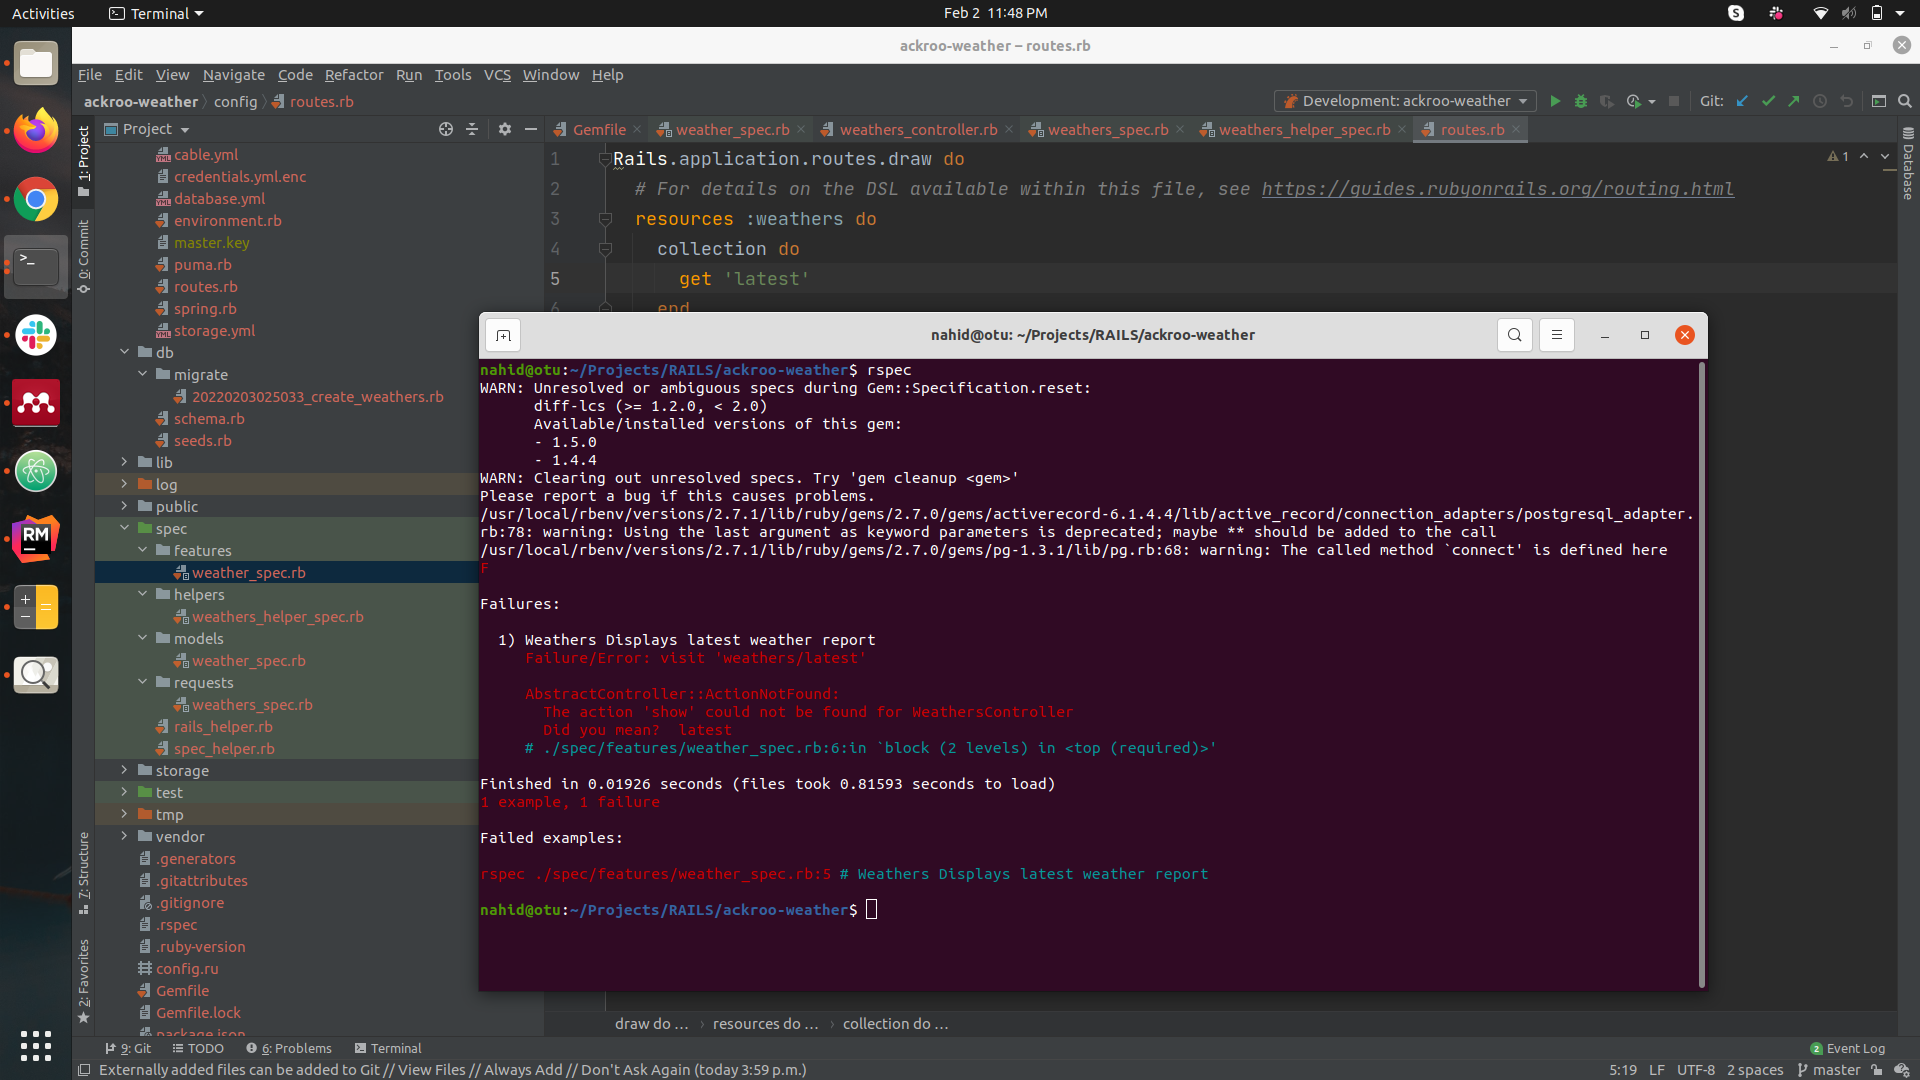 Activities
Terminal
Feb 2 11:48 PM
ackroo-weather – routes.rb
File Edit View Navigate Code Refactor Run Tools VCS Window Help
ackroo-weather config routes.rb
Development: ackroo-weather
Git:
1: Project
0: Commit
7: Structure
2: Favorites
Project
cable.yml
credentials.yml.enc
database.yml
environment.rb
master.key
puma.rb
routes.rb
spring.rb
storage.yml
db
migrate
20220203025033_create_weathers.rb
schema.rb
seeds.rb
lib
log
public
spec
features
weather_spec.rb
helpers
weathers_helper_spec.rb
models
weather_spec.rb
requests
weathers_spec.rb
rails_helper.rb
spec_helper.rb
storage
test
tmp
vendor
.generators
.gitattributes
.gitignore
.rspec
.ruby-version
config.ru
Gemfile
Gemfile.lock
package.json
Gemfile weather_spec.rb weathers_controller.rb weathers_spec.rb weathers_helper_spec.rb routes.rb
Database
1
1 Rails.application.routes.draw do
2 # For details on the DSL available within this file, see https://guides.rubyonrails.org/routing.html
3 resources :weathers do
4 collection do
5 get 'latest'
6 end
nahid@otu: ~/Projects/RAILS/ackroo-weather
nahid@otu:~/Projects/RAILS/ackroo-weather$ rspec
WARN: Unresolved or ambiguous specs during Gem::Specification.reset:
diff-lcs (>= 1.2.0, < 2.0)
Available/installed versions of this gem:
- 1.5.0
- 1.4.4
WARN: Clearing out unresolved specs. Try 'gem cleanup <gem>'
Please report a bug if this causes problems.
/usr/local/rbenv/versions/2.7.1/lib/ruby/gems/2.7.0/gems/activerecord-6.1.4.4/lib/active_record/connection_adapters/postgresql_adapter.
rb:78: warning: Using the last argument as keyword parameters is deprecated; maybe ** should be added to the call
/usr/local/rbenv/versions/2.7.1/lib/ruby/gems/2.7.0/gems/pg-1.3.1/lib/pg.rb:68: warning: The called method `connect' is defined here
F
Failures:
1) Weathers Displays latest weather report
Failure/Error: visit 'weathers/latest'
AbstractController::ActionNotFound:
The action 'show' could not be found for WeathersController
Did you mean?  latest
# ./spec/features/weather_spec.rb:6:in `block (2 levels) in <top (required)>'
Finished in 0.01926 seconds (files took 0.81593 seconds to load)
1 example, 1 failure
Failed examples:
rspec ./spec/features/weather_spec.rb:5 # Weathers Displays latest weather report
nahid@otu:~/Projects/RAILS/ackroo-weather$
draw do ... resources do ... collection do ...
9: Git TODO 6: Problems Terminal
2 Event Log
Externally added files can be added to Git // View Files // Always Add // Don't Ask Again (today 3:59 p.m.)
5:19 LF UTF-8 2 spaces master